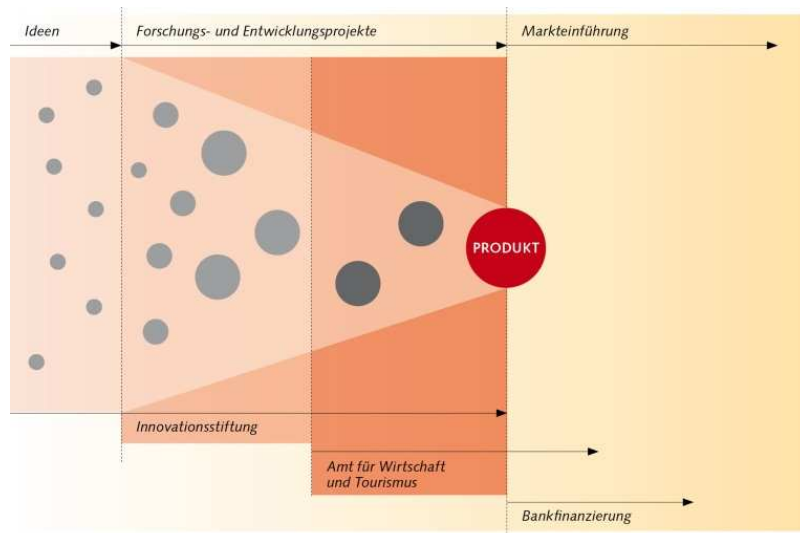 Ideen
Forschungs- und Entwicklungsprojekte
Markteinführung
PRODUKT
Innovationsstiftung
Amt für Wirtschaft
und Tourismus
Bankfinanzierung